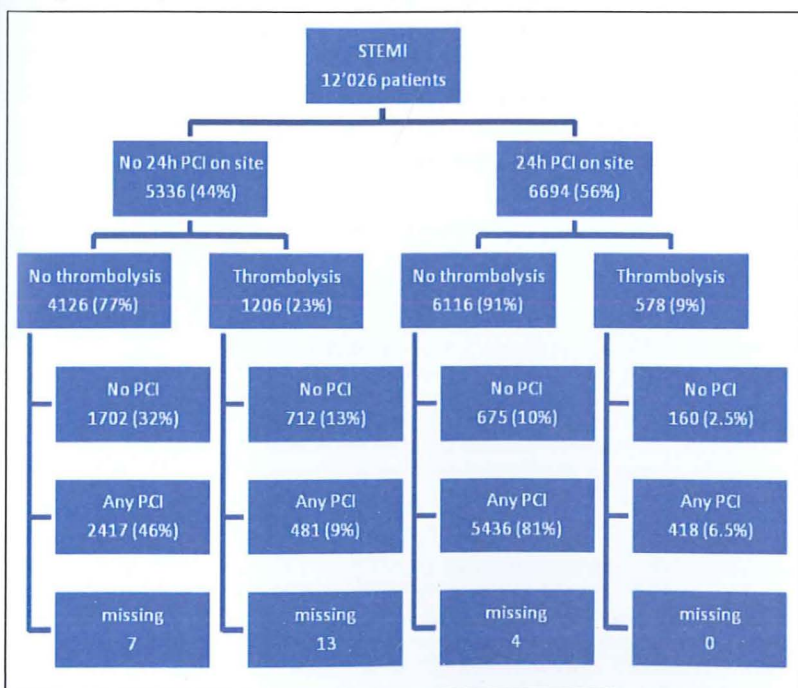 STEMI
12'026 patients
No 24h PCI on site
5336 (44%)
24h PCI on site
6694 (56%)
No thrombolysis
4126 (77%)
Thrombolysis
1206 (23%)
No thrombolysis
6116 (91%)
Thrombolysis
578 (9%)
No PCI
1702 (32%)
No PCI
712 (13%)
No PCI
675 (10%)
No PCI
160 (2.5%)
Any PCI
2417 (46%)
Any PCI
481 (9%)
Any PCI
5436 (81%)
Any PCI
418 (6.5%)
missing
7
missing
13
missing
4
missing
0